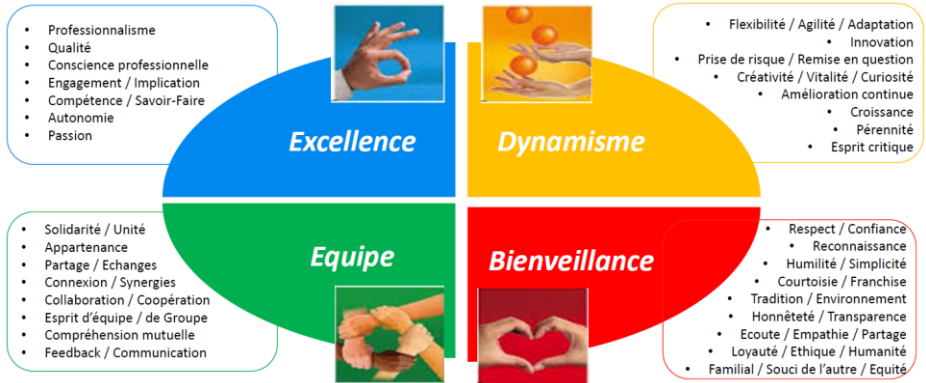 Professionnalisme
Qualité
Conscience professionnelle
Engagement / Implication
Compétence / Savoir-Faire
Autonomie
Passion
Excellence
Dynamisme
Flexibilité / Agilité / Adaptation
Innovation
Prise de risque / Remise en question
Créativité / Vitalité / Curiosité
Amélioration continue
Croissance
Pérennité
Esprit critique
Solidarité / Unité
Appartenance
Partage / Echanges
Connexion / Synergies
Collaboration / Coopération
Esprit d'équipe / de Groupe
Compréhension mutuelle
Feedback / Communication
Equipe
Bienveillance
Respect / Confiance
Reconnaissance
Humilité / Simplicité
Courtoisie / Franchise
Tradition / Environnement
Honnêteté / Transparence
Ecoute / Empathie / Partage
Loyauté / Ethique / Humanité
Familial / Souci de l'autre / Equité